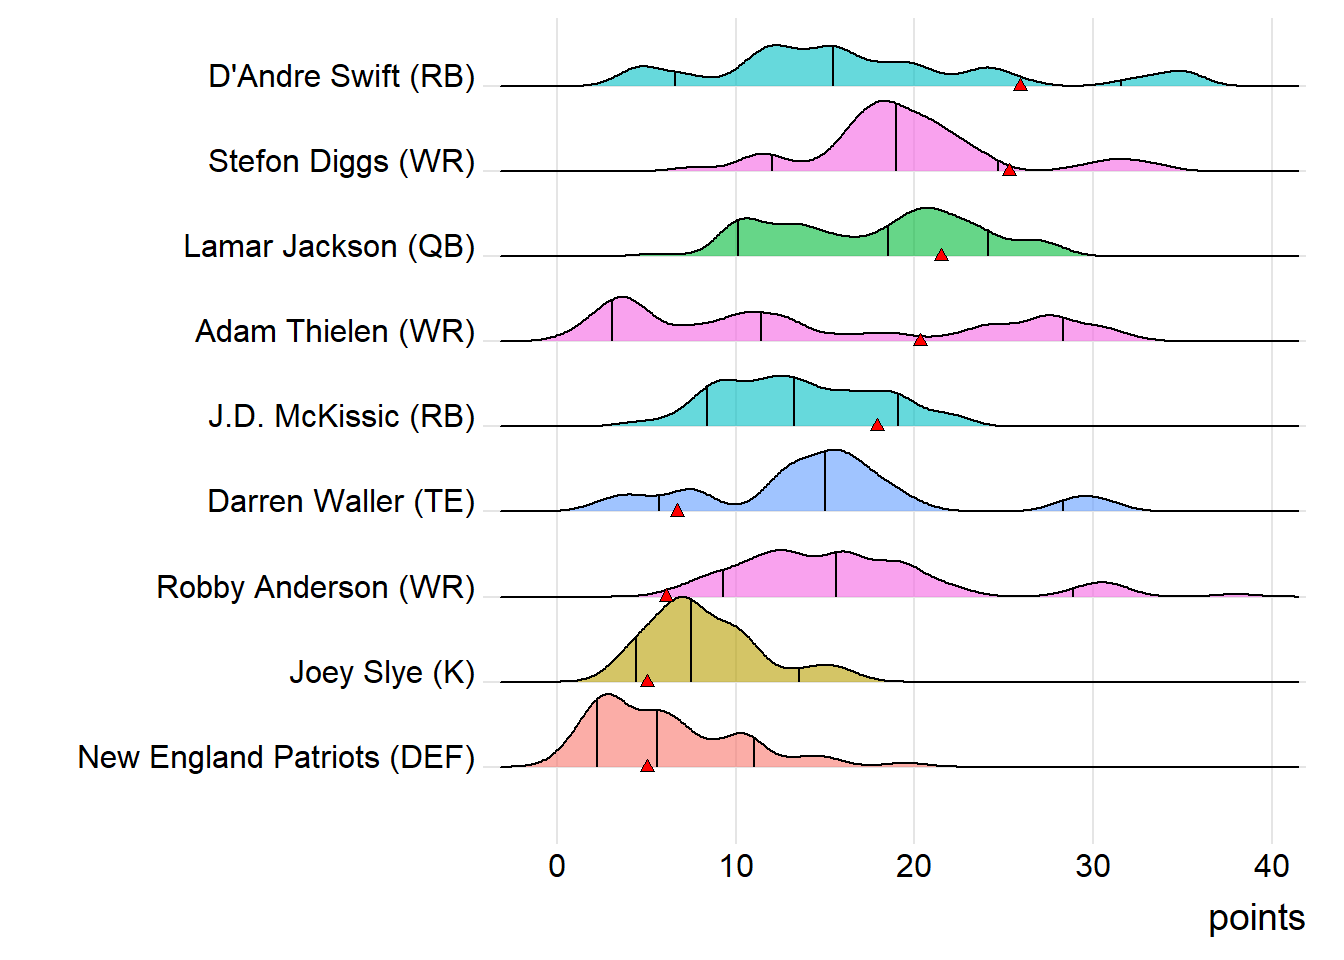 D'Andre Swift (RB)
Stefon Diggs (WR)
Lamar Jackson (QB)
Adam Thielen (WR)
J.D. McKissic (RB)
Darren Waller (TE)
Robby Anderson (WR)
Joey Slye (K)
New England Patriots (DEF)
0 10 20 30 40
points